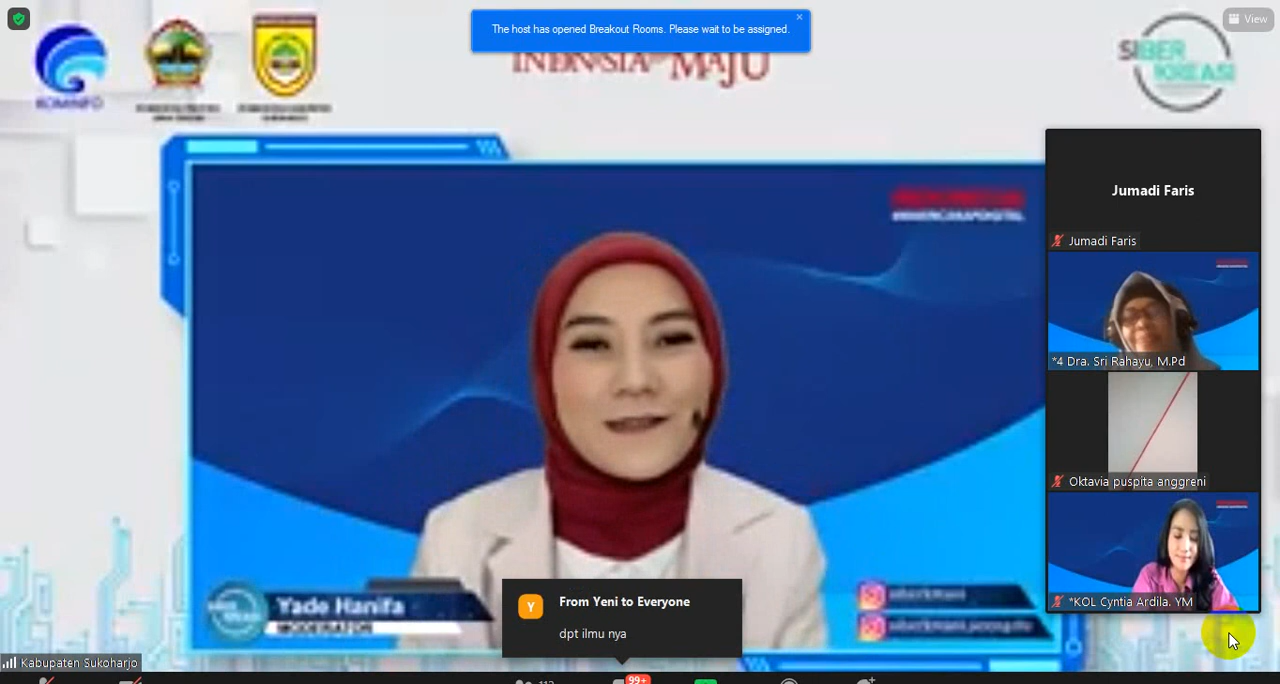 The host has opened Breakout Rooms. Please wait to be assigned.
View
KOMINFO
INDONESIA
MAJU
SIBER
KREASI
Jumadi Faris
Jumadi Faris
*4 Dra. Sri Rahayu, M.Pd
Oktavia puspita anggreni
*KOL Cyntia Ardila. YM
Yade Hanifa
MODERATOR
Y
From Yeni to Everyone
dpt ilmu nya
Kabupaten Sukoharjo
99+